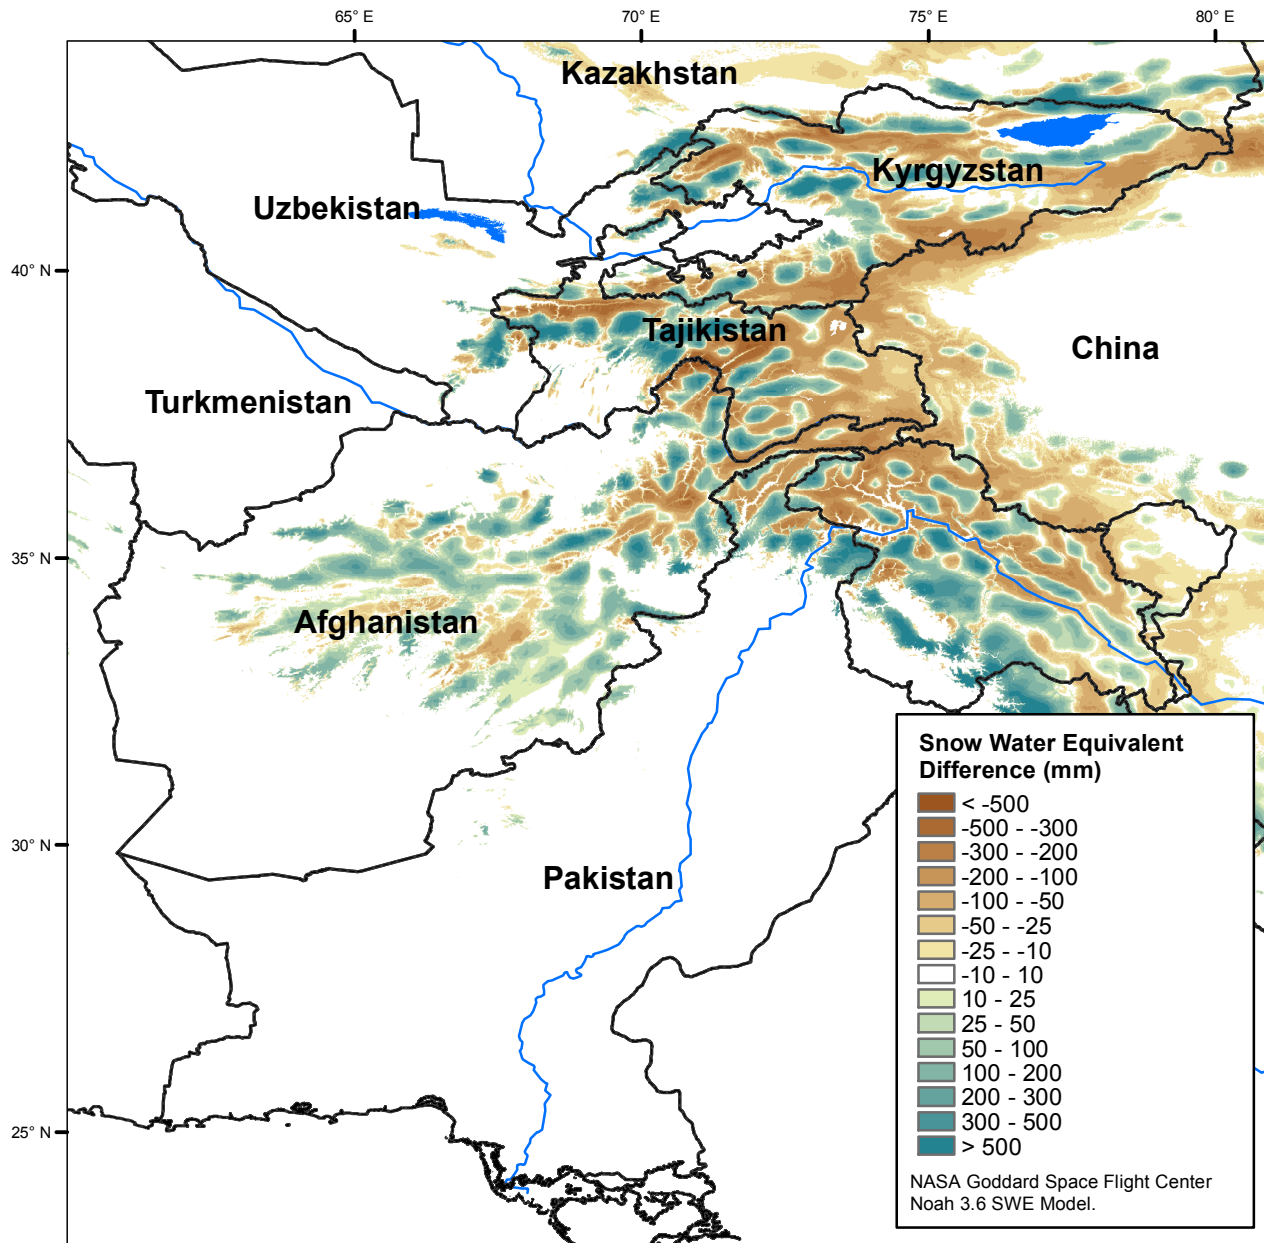 65° E
70° E
75° E
80° E
Kazakhstan
Kyrgyzstan
Uzbekistan
40° N
Tajikistan
China
Turkmenistan
35° N
Afghanistan
Snow Water Equivalent
Difference (mm)
< -500
-500 - -300
-300 - -200
-200 - -100
-100 - -50
-50 - -25
-25 - -10
-10 - 10
10 - 25
25 - 50
50 - 100
100 - 200
200 - 300
300 - 500
> 500
NASA Goddard Space Flight Center
Noah 3.6 SWE Model.
30° N
Pakistan
25° N